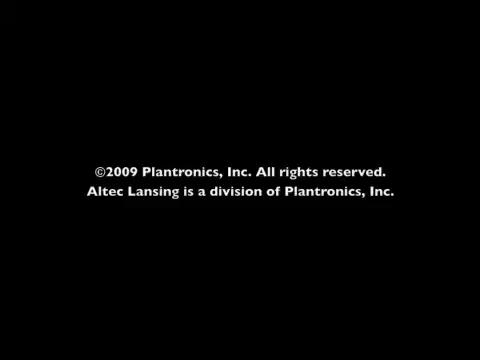 ©2009 Plantronics, Inc. All rights reserved.
Altec Lansing is a division of Plantronics, Inc.